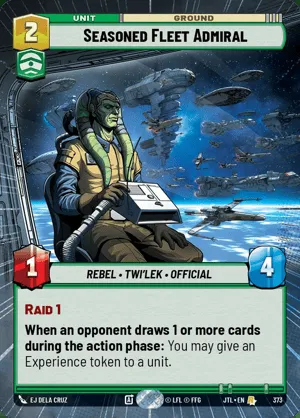 UNIT
GROUND
2
SEASONED FLEET ADMIRAL
1
4
REBEL • TWI'LEK • OFFICIAL
RAID 1
When an opponent draws 1 or more cards
during the action phase: You may give an
Experience token to a unit.
EJ DELA CRUZ
© LFL © FFG
JTL • EN
373